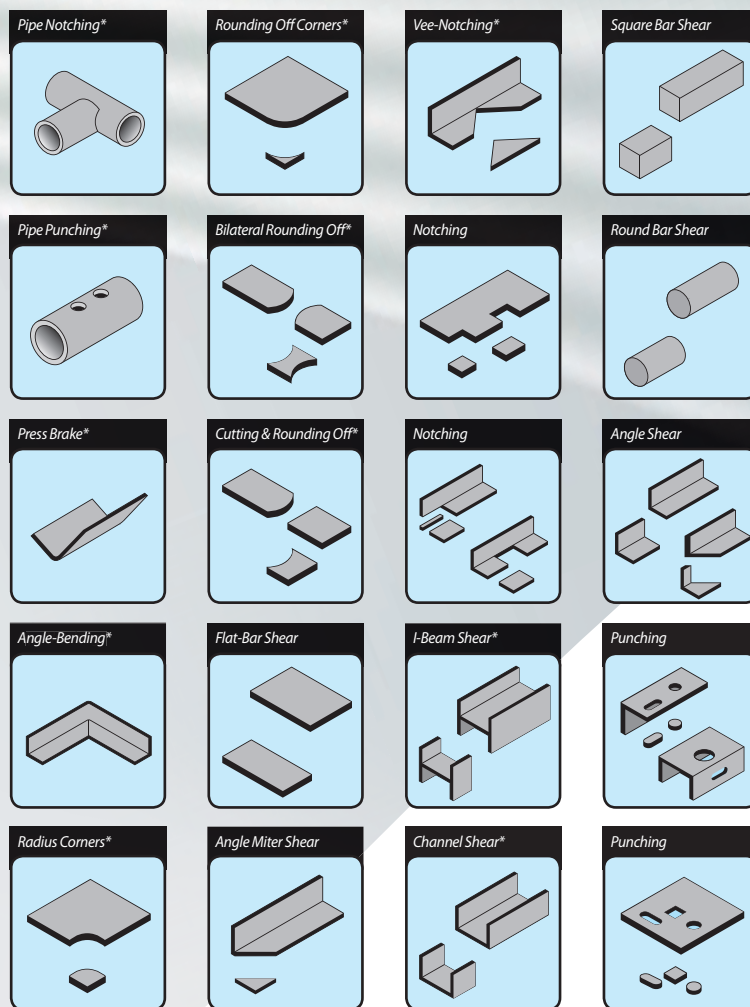 Pipe Notching*
Rounding Off Corners*
Vee-Notching*
Square Bar Shear
Pipe Punching*
Bilateral Rounding Off*
Notching
Round Bar Shear
Press Brake*
Cutting & Rounding Off*
Notching
Angle Shear
Angle-Bending*
Flat-Bar Shear
I-Beam Shear*
Punching
Radius Corners*
Angle Miter Shear
Channel Shear*
Punching